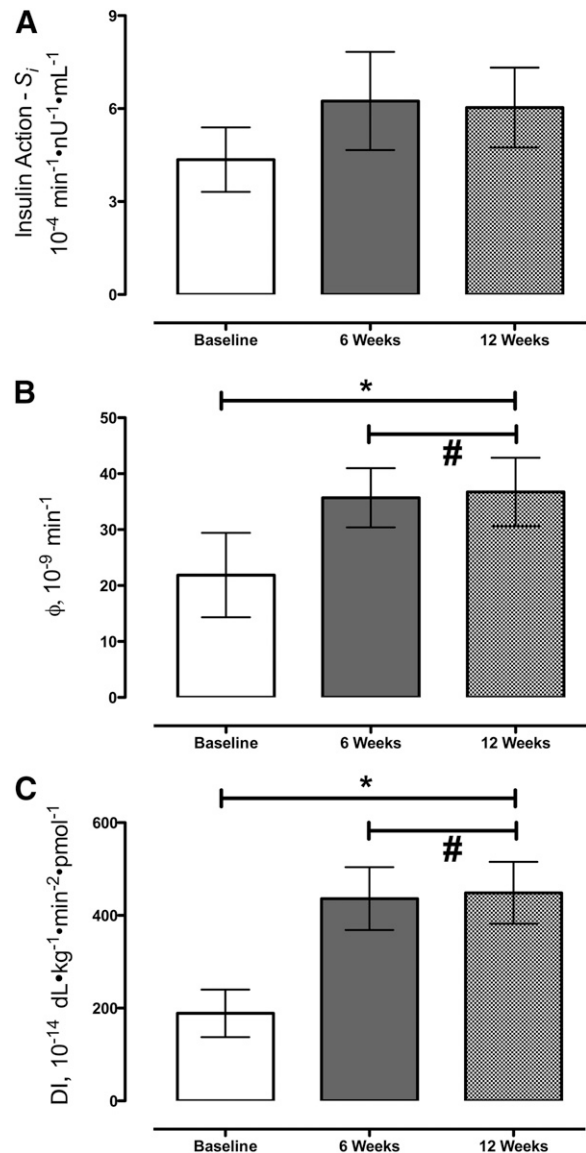 A
Insulin Action - Sᵢ
10⁻⁴ min⁻¹•nU⁻¹•mL⁻¹
9
6
3
0
Baseline 6 Weeks 12 Weeks
B
*
#
ϕ, 10⁻⁹ min⁻¹
50
40
30
20
10
0
Baseline 6 Weeks 12 Weeks
C
*
#
DI, 10⁻¹⁴ dL•kg⁻¹•min⁻²•pmol⁻¹
600
400
200
0
Baseline 6 Weeks 12 Weeks